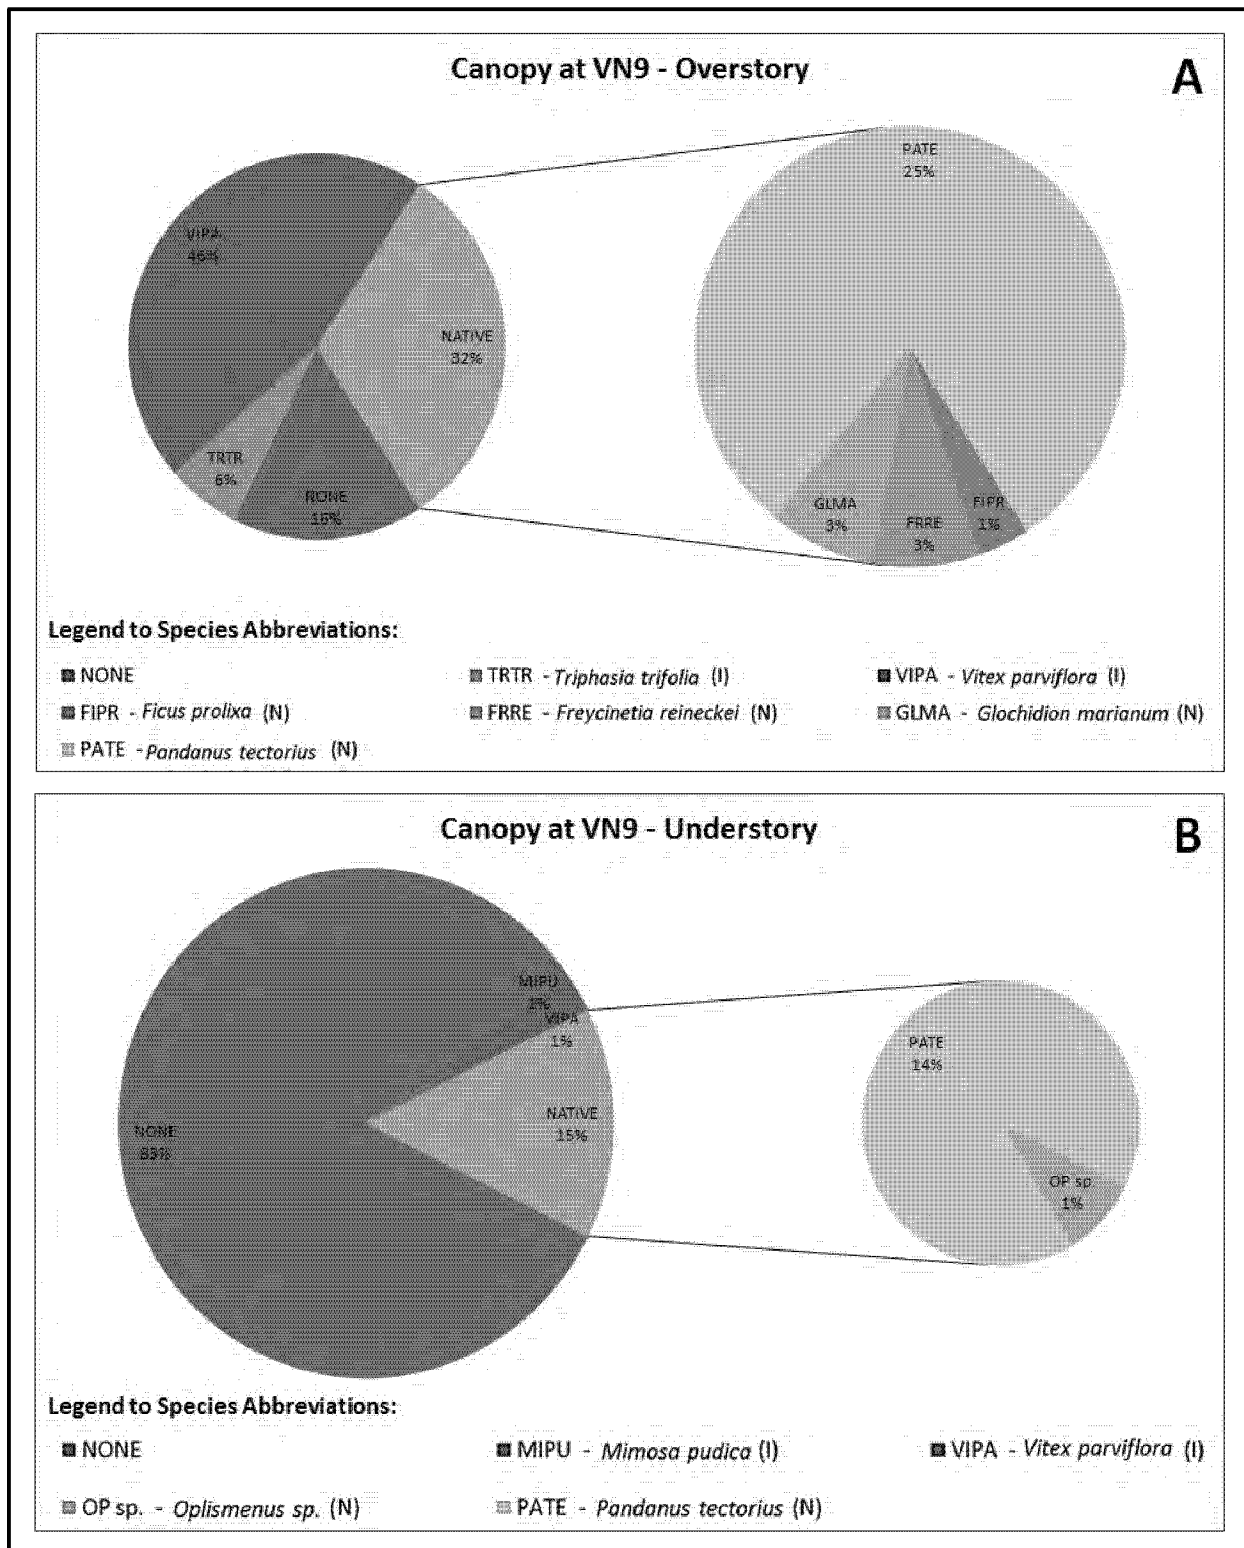 Canopy at VN9 - Overstory
A
PATE
25%
VIPA
46%
NATIVE
32%
TRTR
6%
NONE
15%
GLMA
3%
FRRE
3%
FIPR
1%
Legend to Species Abbreviations:
NONE
TRTR - Triphasia trifolia (I)
VIPA - Vitex parviflora (I)
FIPR - Ficus prolixa (N)
FRRE - Freycinetia reineckei (N)
GLMA - Glochidion marianum (N)
PATE - Pandanus tectorius (N)
Canopy at VN9 - Understory
B
MIPU
1%
VIPA
1%
NATIVE
15%
NONE
83%
PATE
14%
OP sp.
1%
Legend to Species Abbreviations:
NONE
MIPU - Mimosa pudica (I)
VIPA - Vitex parviflora (I)
OP sp. - Oplismenus sp. (N)
PATE - Pandanus tectorius (N)